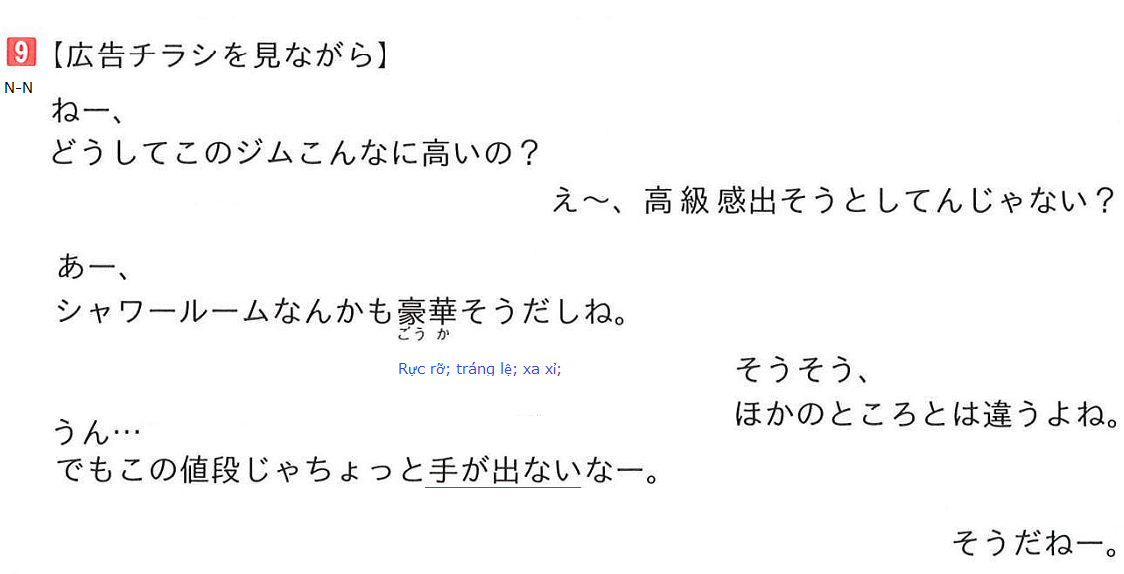 9【広告チラシを見ながら】
N-N
ねー、
どうしてこのジムこんなに高いの？
え～、高級感出そうとしてんじゃない？
あー、
シャワールームなんかも豪華そうだしね。
ごう か
Rực rỡ; tráng lệ; xa xỉ;
そうそう、
ほかのところとは違うよね。
うん…
でもこの値段じゃちょっと手が出ないなー。
そうだねー。